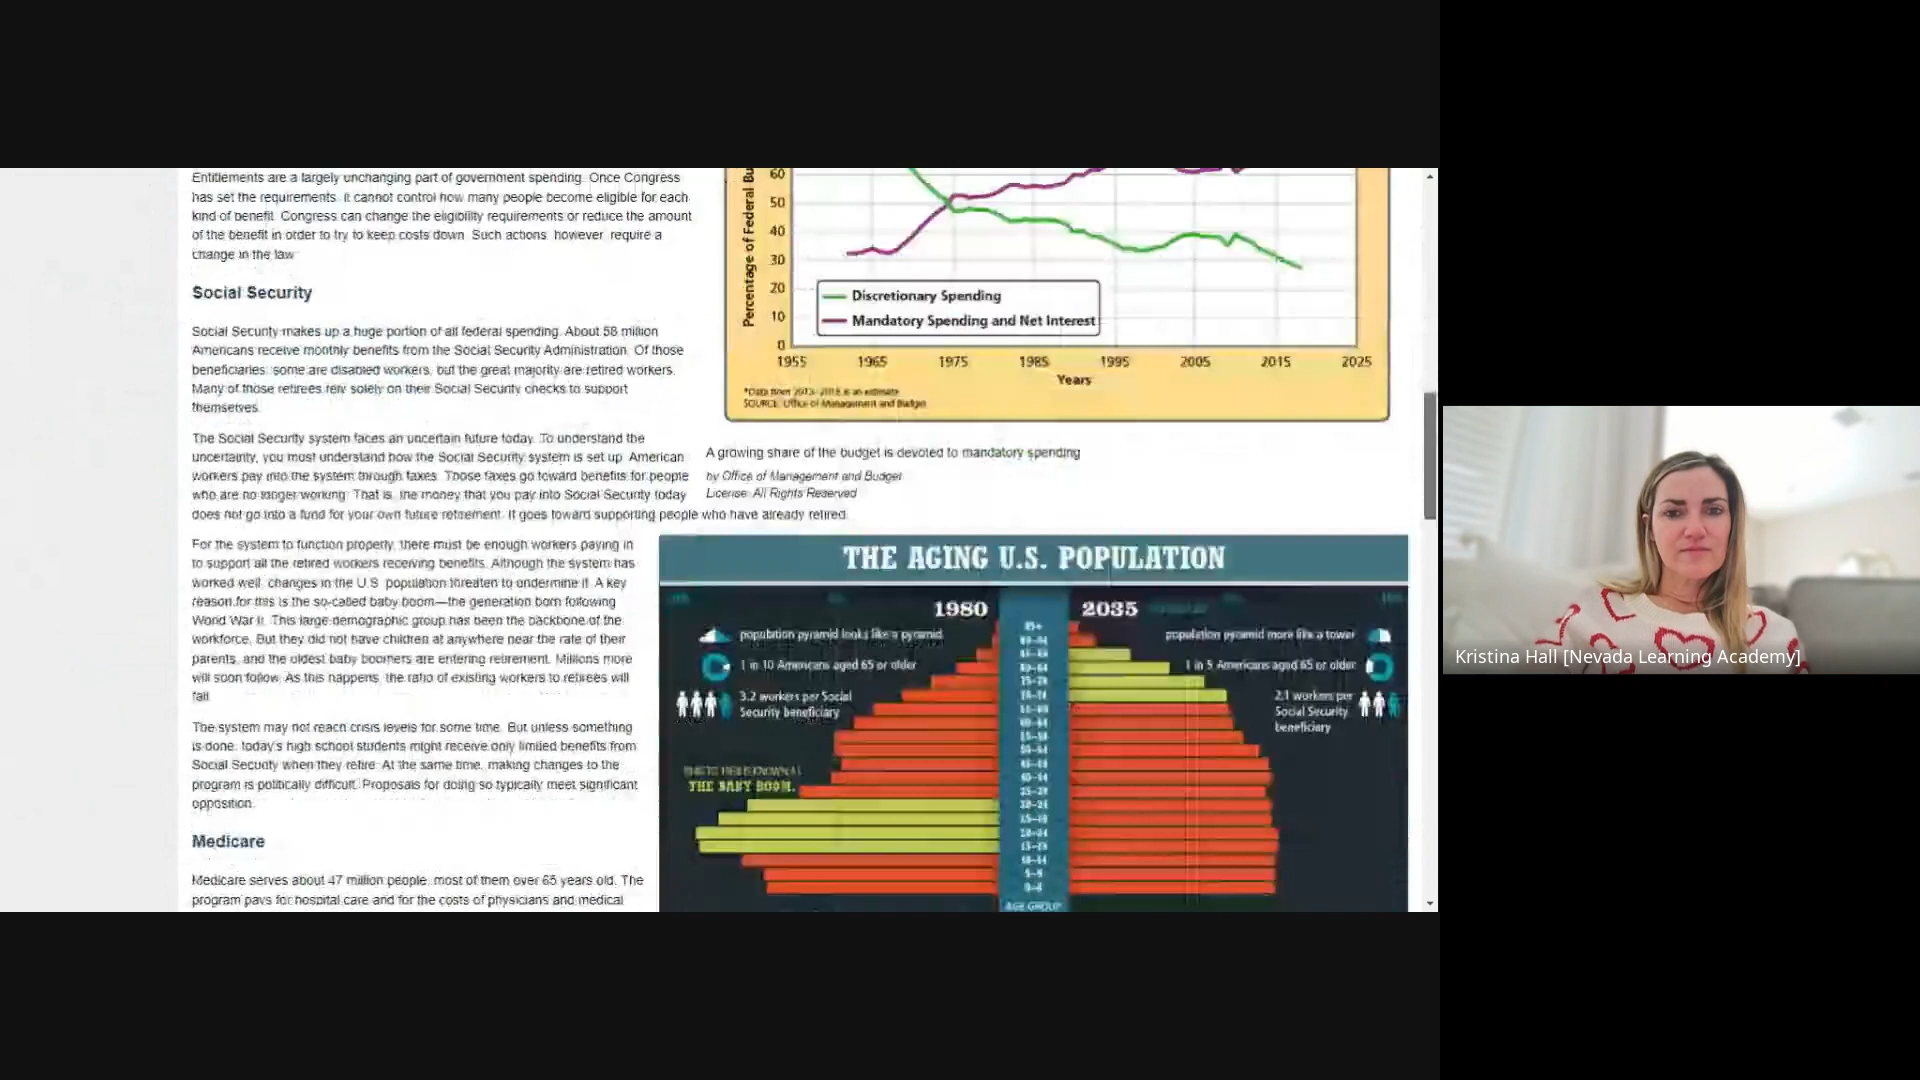 Entitlements are a largely unchanging part of government spending. Once Congress
has set the requirements, it cannot control how many people become eligible for each
kind of benefit. Congress can change the eligibility requirements or reduce the amount
of the benefit in order to try to keep costs down. Such actions, however, require a
change in the law.
Social Security
Social Security makes up a huge portion of all federal spending. About 58 million
Americans receive monthly benefits from the Social Security Administration. Of those
beneficiaries, some are disabled workers, but the great majority are retired workers.
Many of those retirees rely solely on their Social Security checks to support
themselves.
The Social Security system faces an uncertain future today. To understand the
uncertainty, you must understand how the Social Security system is set up. American
workers pay into the system through taxes. Those taxes go toward benefits for people
who are no longer working. That is, the money that you pay into Social Security today
does not go into a fund for your own future retirement. It goes toward supporting people who have already retired.
For the system to function properly, there must be enough workers paying in
to support all the retired workers receiving benefits. Although the system has
worked well, changes in the U.S. population threaten to undermine it. A key
reason for this is the so-called baby boom—the generation born following
World War II. This large demographic group has been the backbone of the
workforce. But they did not have children at anywhere near the rate of their
parents, and the oldest baby boomers are entering retirement. Millions more
will soon follow. As this happens, the ratio of existing workers to retirees will
fall.
The system may not reach crisis levels for some time. But unless something
is done, today's high school students might receive only limited benefits from
Social Security when they retire. At the same time, making changes to the
program is politically difficult. Proposals for doing so typically meet significant
opposition.
Medicare
Medicare serves about 47 million people, most of them over 65 years old. The
program pays for hospital care and for the costs of physicians and medical
Percentage of Federal Bu
60
50
40
30
20
10
0
Discretionary Spending
Mandatory Spending and Net Interest
1955 1965 1975 1985 1995 2005 2015 2025
Years
*Data from 2013–2018 is an estimate
SOURCE: Office of Management and Budget
A growing share of the budget is devoted to mandatory spending
by Office of Management and Budget
License: All Rights Reserved
THE AGING U.S. POPULATION
1980
2035
population pyramid looks like a pyramid
1 in 10 Americans aged 65 or older
3.2 workers per Social
Security beneficiary
THE BABY BOOM.
population pyramid more like a tower
1 in 5 Americans aged 65 or older
2.1 workers per
Social Security
beneficiary
AGE GROUP
Kristina Hall [Nevada Learning Academy]